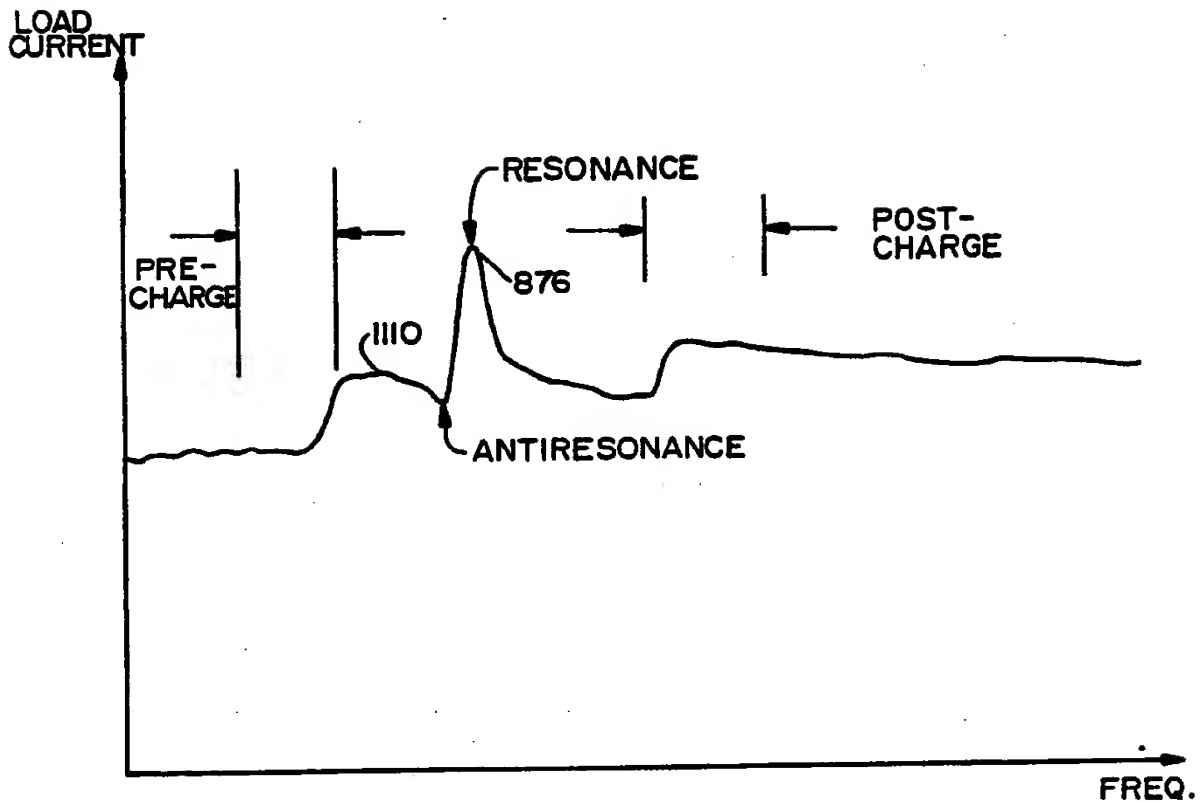 LOAD
CURRENT
RESONANCE
POST-
CHARGE
PRE-
CHARGE
876
1110
ANTIRESONANCE
FREQ.